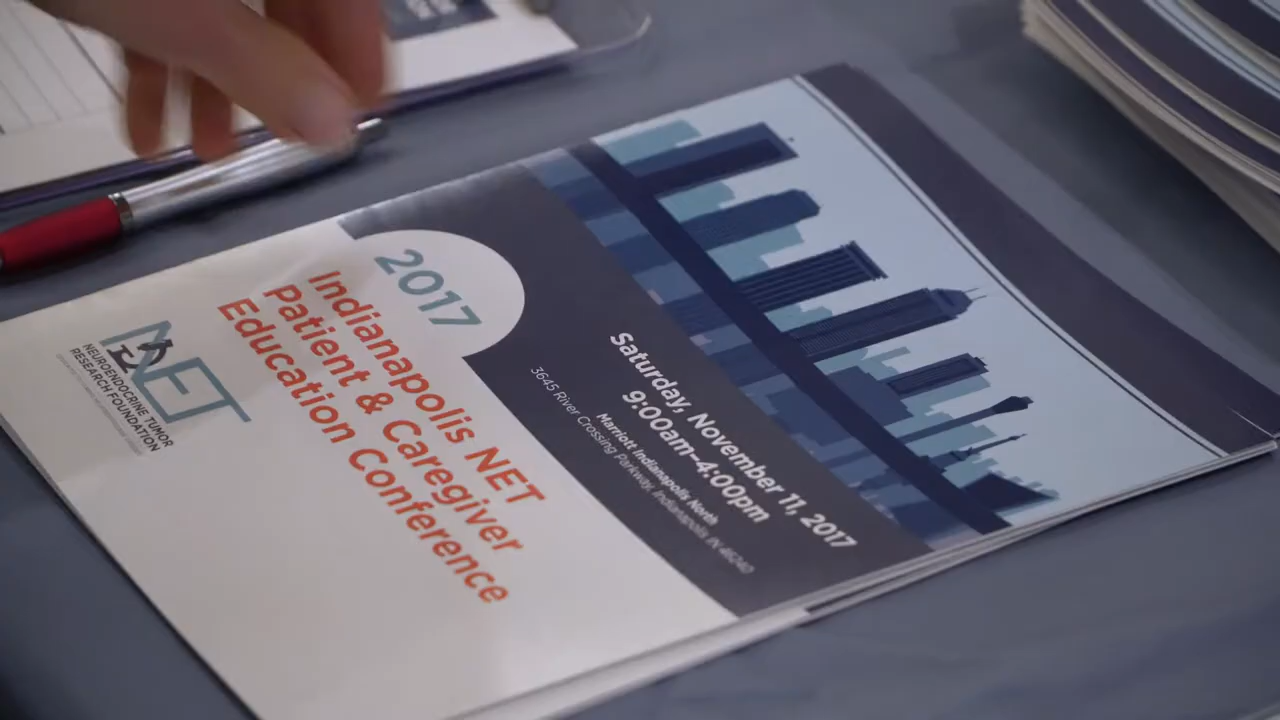 2017
Indianapolis NET
Patient & Caregiver
Education Conference
NET
NEUROENDOCRINE TUMOR
RESEARCH FOUNDATION
Saturday, November 11, 2017
9:00am-4:00pm
Marriott Indianapolis North
3645 River Crossing Parkway, Indianapolis, IN 46240